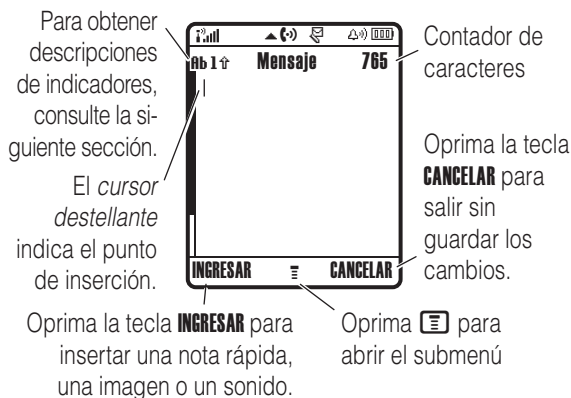 Para obtener
descripciones
de indicadores,
consulte la si-
guiente sección.
El cursor
destellante
indica el punto
de inserción.
Ab 1⇧ Mensaje 765
INGRESAR CANCELAR
Contador de
caracteres
Oprima la tecla
CANCELAR para
salir sin
guardar los
cambios.
Oprima la tecla INGRESAR para
insertar una nota rápida,
una imagen o un sonido.
Oprima para
abrir el submenú